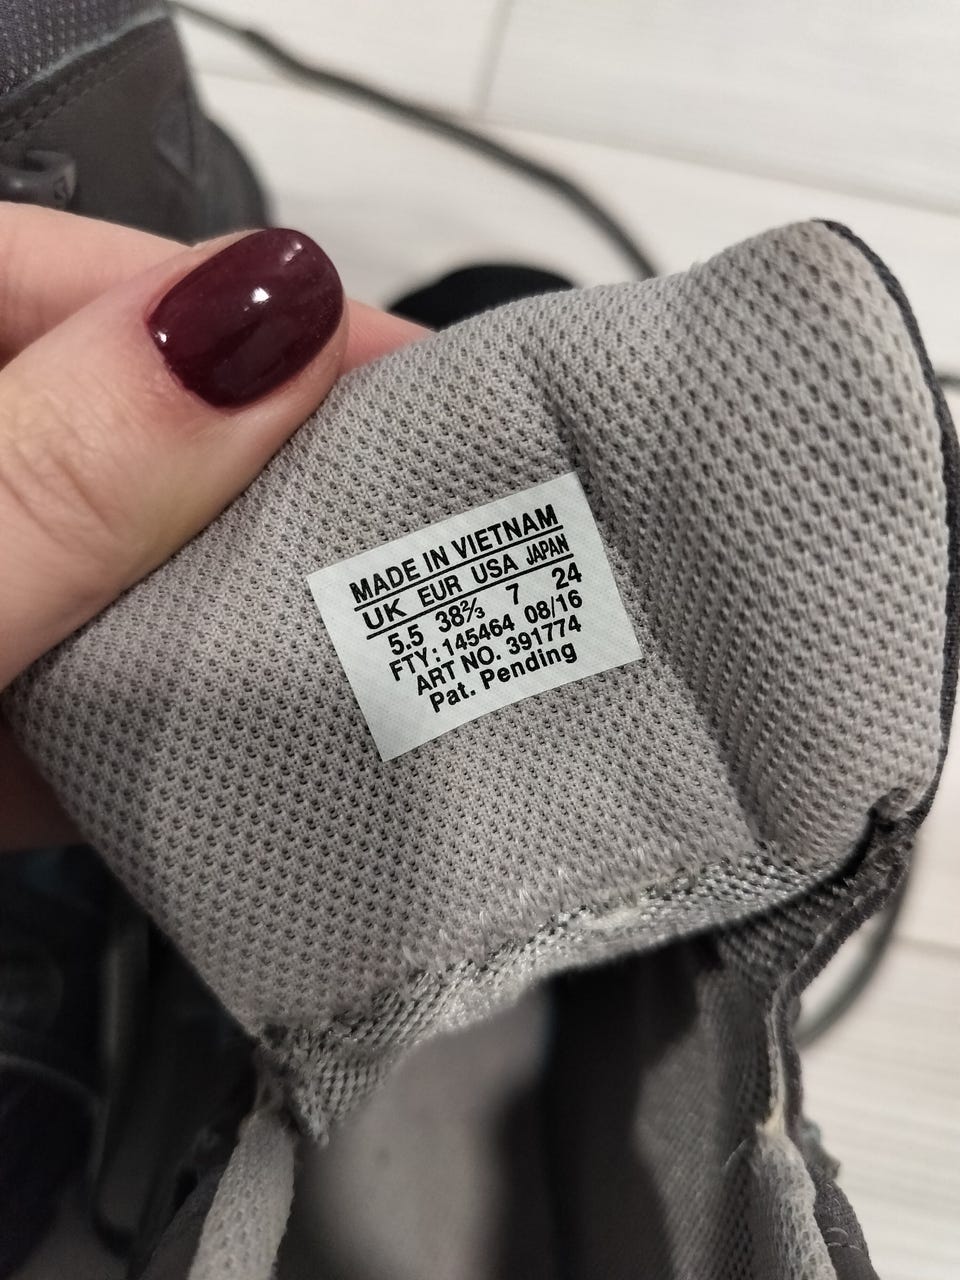 MADE IN VIETNAM
UK EUR USA JAPAN
5.5 38⅔ 7 24
FTY: 145464 08/16
ART NO. 391774
Pat. Pending